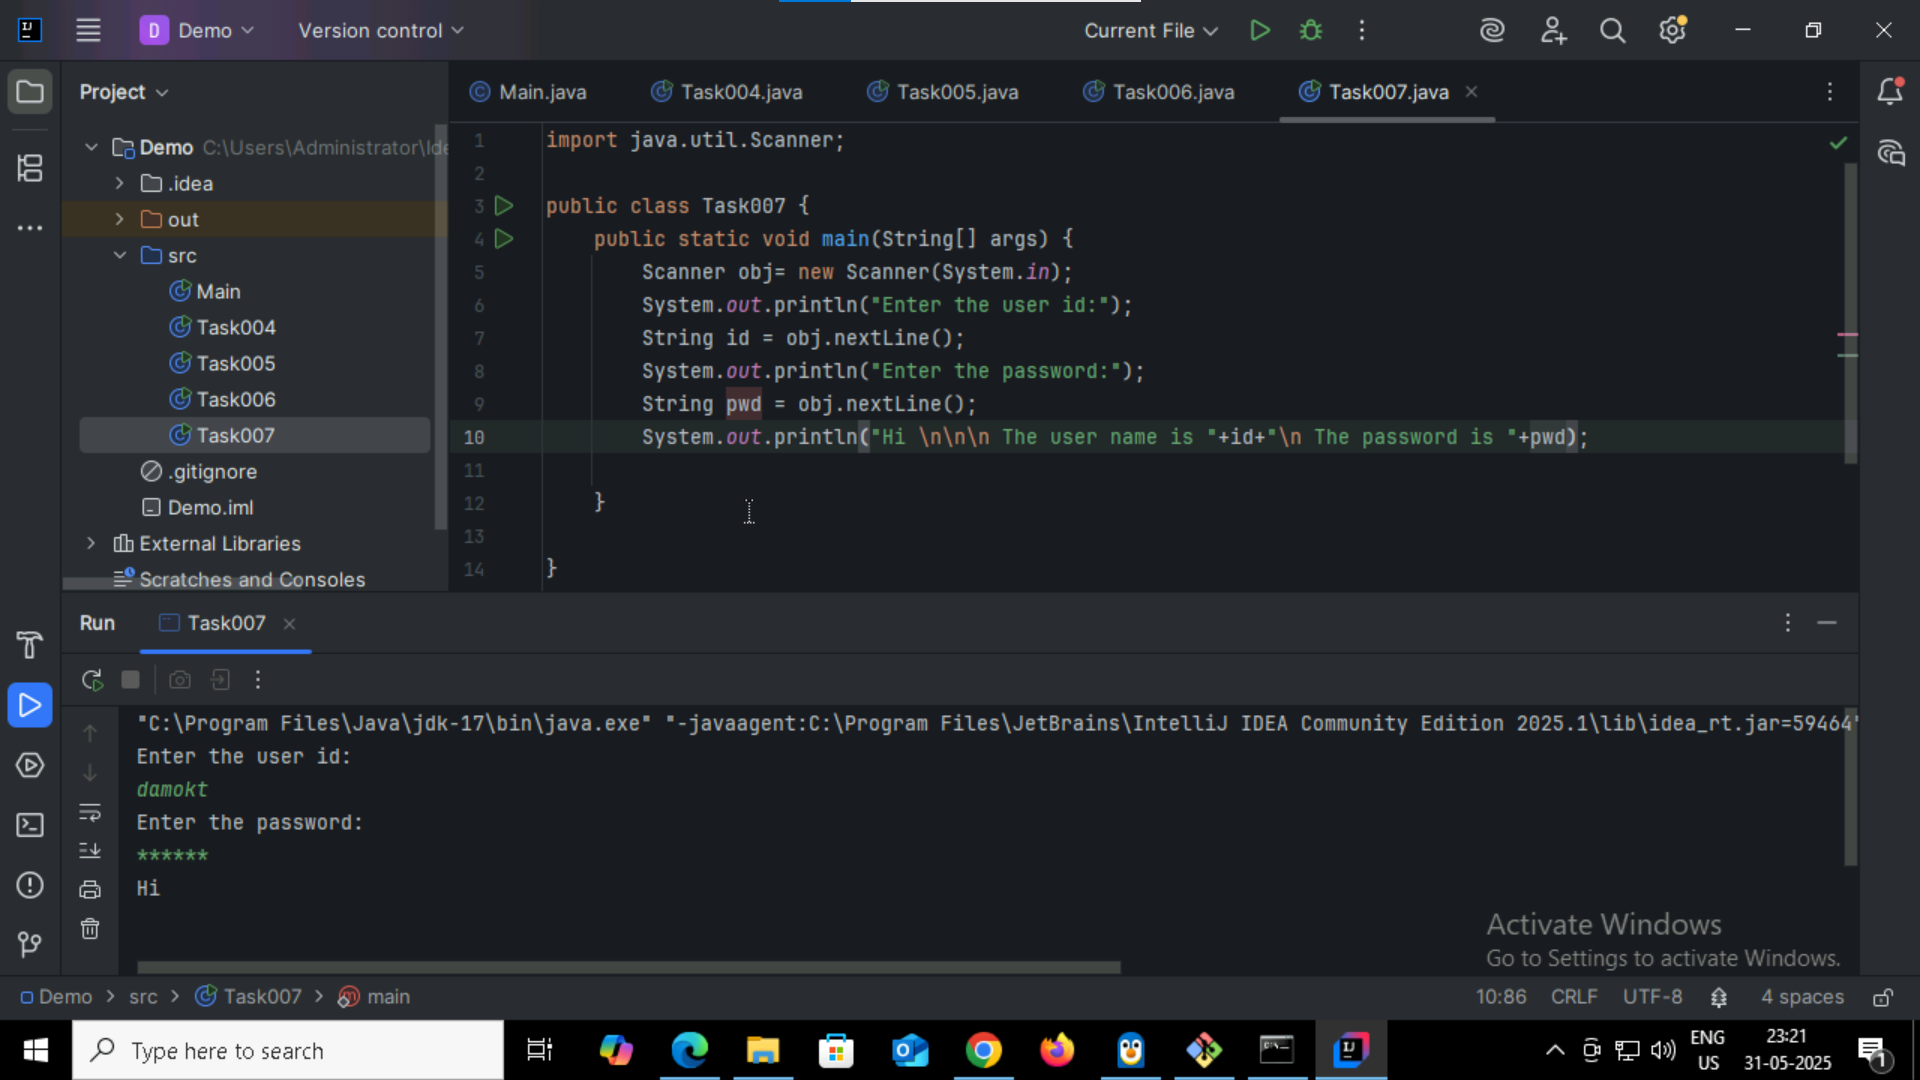 D Demo Version control Current File
Project Main.java Task004.java Task005.java Task006.java Task007.java
Demo C:\Users\Administrator\Ide
.idea
out
src
Main
Task004
Task005
Task006
Task007
.gitignore
Demo.iml
External Libraries
Scratches and Consoles
1 import java.util.Scanner;
2
3 public class Task007 {
4 public static void main(String[] args) {
5 Scanner obj= new Scanner(System.in);
6 System.out.println("Enter the user id:");
7 String id = obj.nextLine();
8 System.out.println("Enter the password:");
9 String pwd = obj.nextLine();
10 System.out.println("Hi \n\n\n The user name is "+id+"\n The password is "+pwd);
11
12 }
13
14 }
Run Task007
"C:\Program Files\Java\jdk-17\bin\java.exe" "-javaagent:C:\Program Files\JetBrains\IntelliJ IDEA Community Edition 2025.1\lib\idea_rt.jar=59464"
Enter the user id:
damokt
Enter the password:
******
Hi
Activate Windows
Go to Settings to activate Windows.
Demo > src > Task007 > main 10:86 CRLF UTF-8 4 spaces
Type here to search
ENG
US
23:21
31-05-2025
1